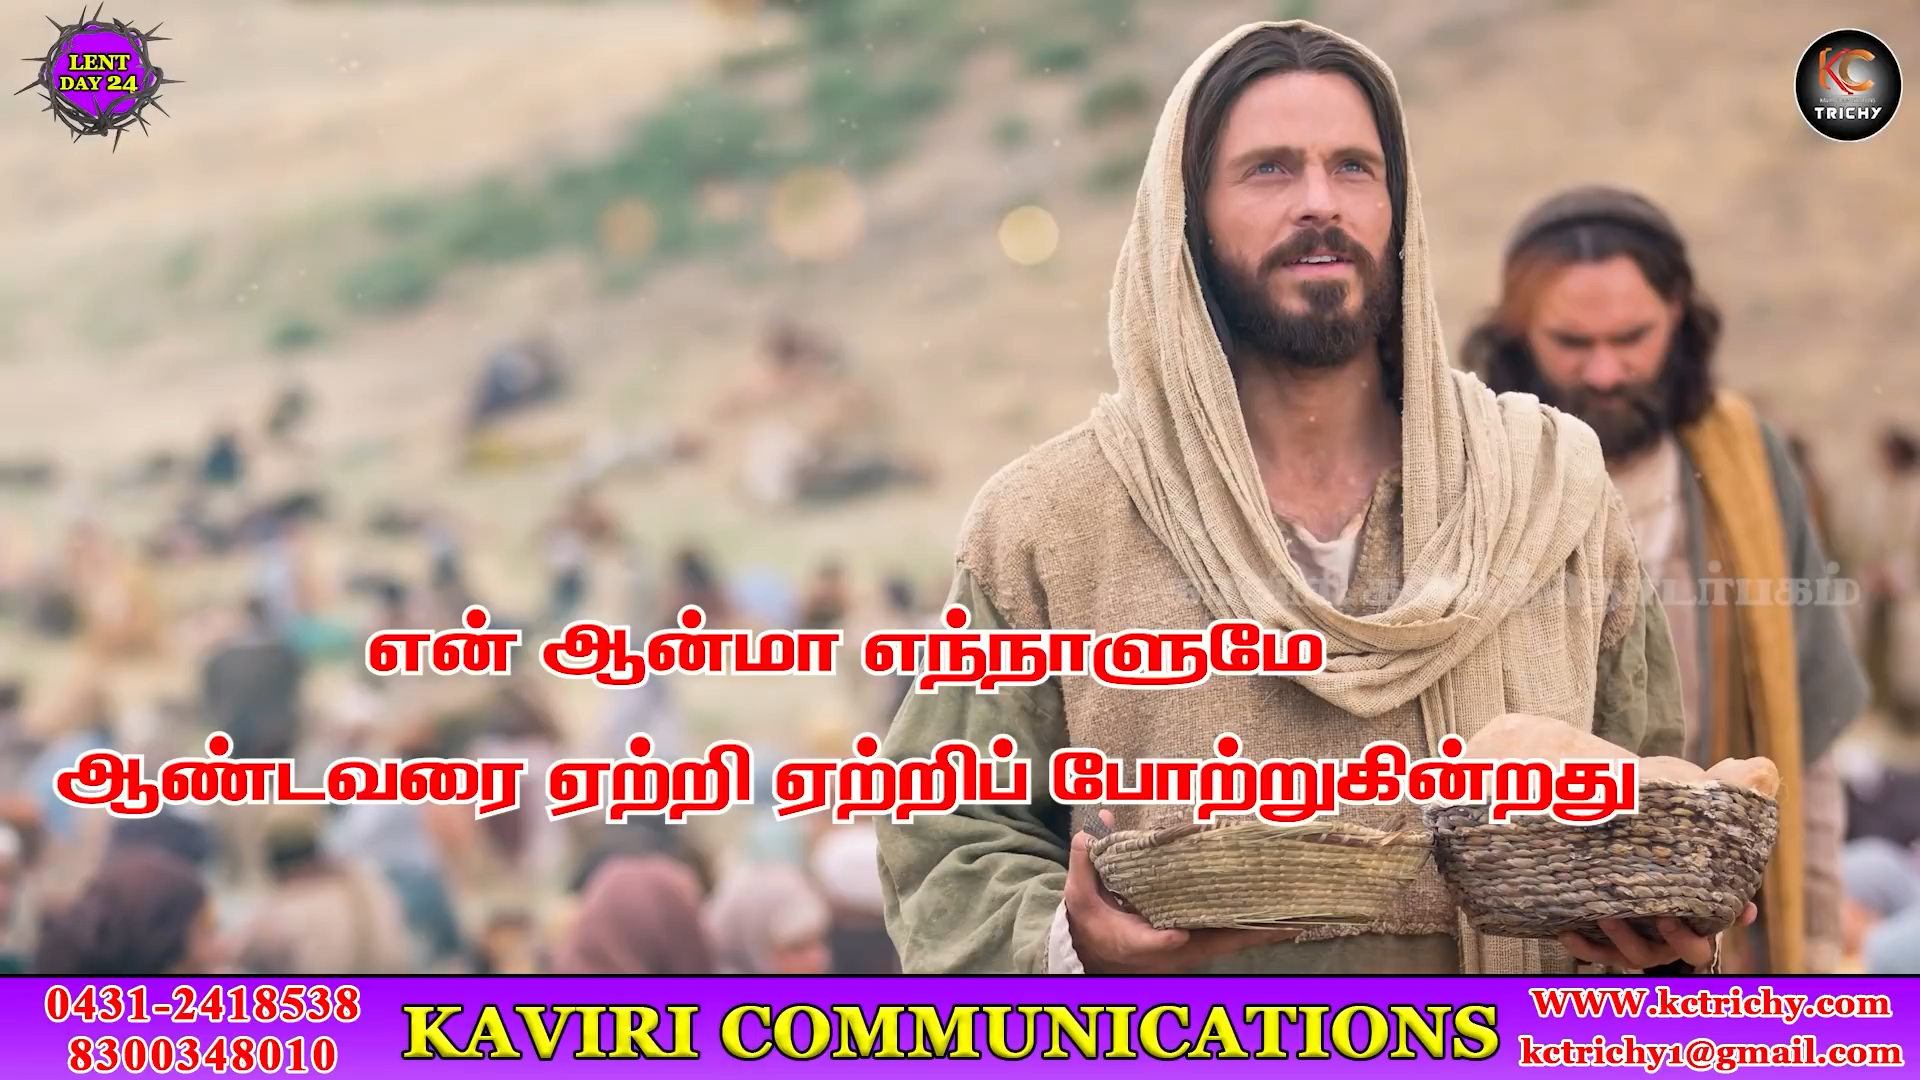 LENT
DAY 24
KC
TRICHY
என் ஆன்மா எந்நாளுமே
ஆண்டவரை ஏற்றி ஏற்றிப் போற்றுகின்றது
0431-2418538
8300348010
KAVIRI COMMUNICATIONS
WWW.kctrichy.com
kctrichy1@gmail.com